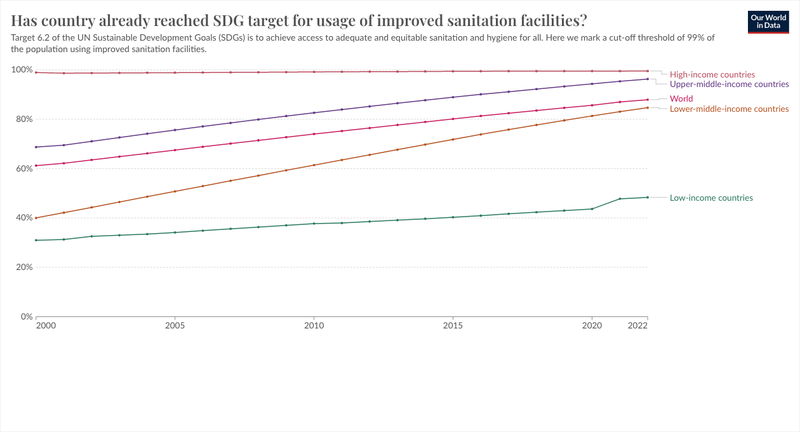 Has country already reached SDG target for usage of improved sanitation facilities?
Our World
in Data
Target 6.2 of the UN Sustainable Development Goals (SDGs) is to achieve access to adequate and equitable sanitation and hygiene for all. Here we mark a cut-off threshold of 99% of
the population using improved sanitation facilities.
100%
80%
60%
40%
20%
0%
High-income countries
Upper-middle-income countries
World
Lower-middle-income countries
Low-income countries
2000
2005
2010
2015
2020
2022